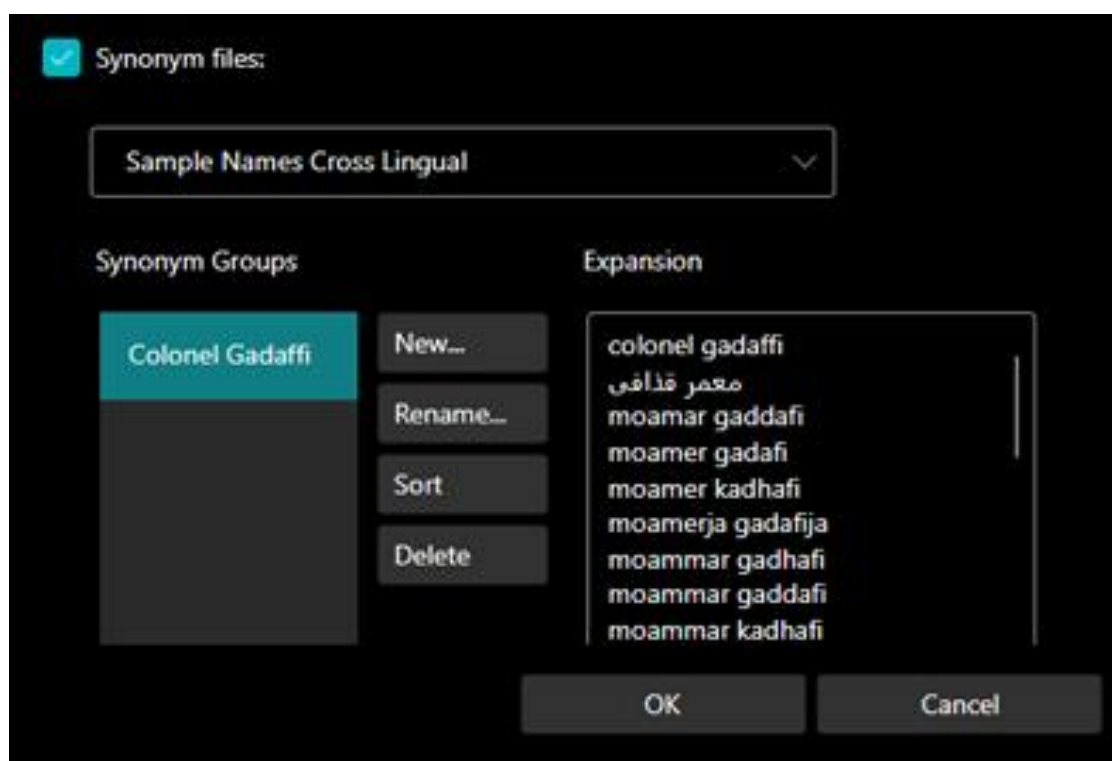 Synonym files:
Sample Names Cross Lingual
Synonym Groups
Expansion
Colonel Gadaffi
New...
Rename...
Sort
Delete
colonel gadaffi
معمر قذافی
moamar gaddafi
moamer gadafi
moamer kadhafi
moamerja gadafija
moammar gadhafi
moammar gaddafi
moammar kadhafi
OK
Cancel